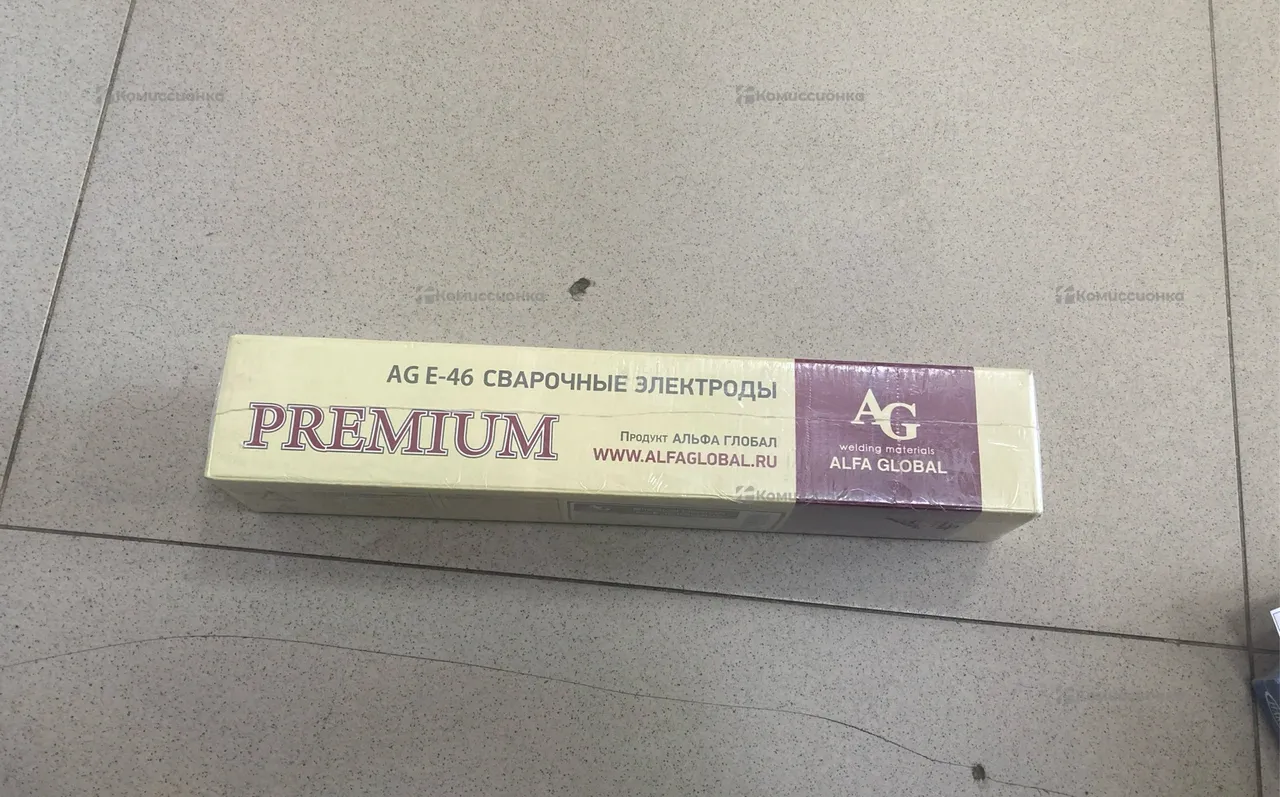 Комиссионка
Комиссионка
Комиссионка
Комиссионка
AG E-46 СВАРОЧНЫЕ ЭЛЕКТРОДЫ
PREMIUM
Продукт АЛЬФА ГЛОБАЛ
WWW.ALFAGLOBAL.RU
AG
welding materials
ALFA GLOBAL
Комиссионка